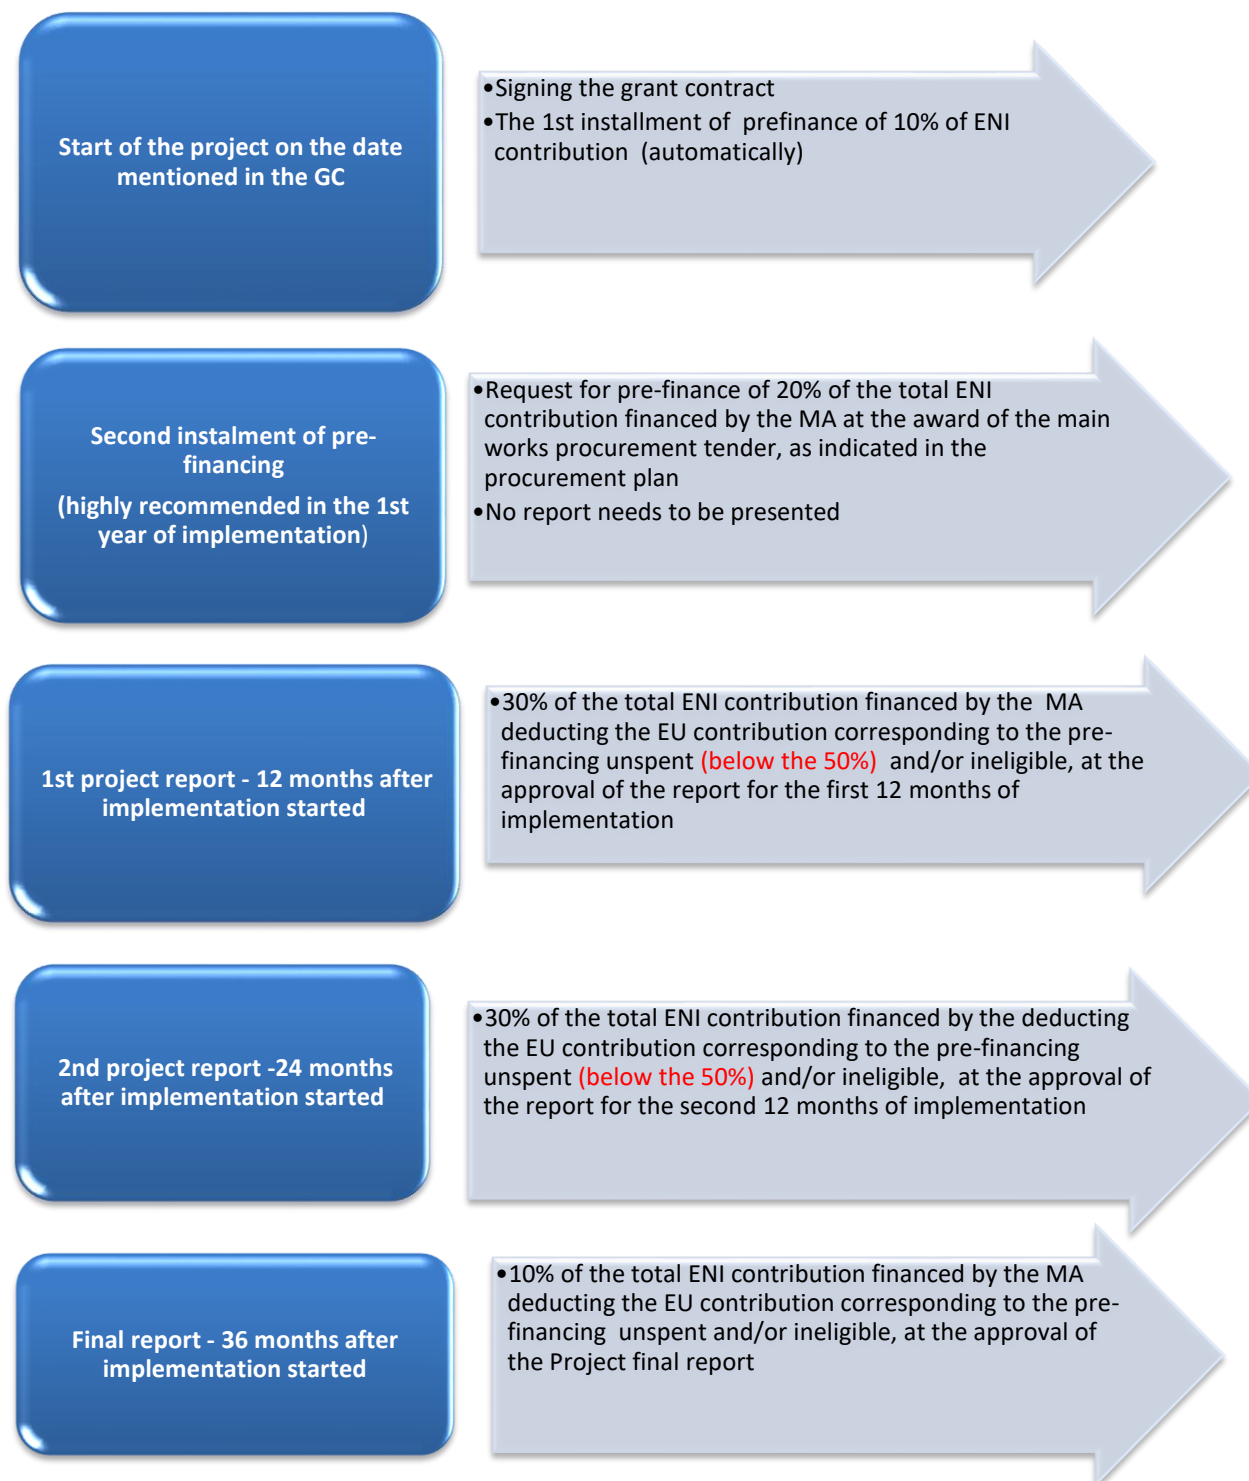 Start of the project on the date
mentioned in the GC
•Signing the grant contract
•The 1st installment of prefinance of 10% of ENI
contribution (automatically)
Second instalment of pre-
financing
(highly recommended in the 1st
year of implementation)
•Request for pre-finance of 20% of the total ENI
contribution financed by the MA at the award of the main
works procurement tender, as indicated in the
procurement plan
•No report needs to be presented
1st project report - 12 months after
implementation started
•30% of the total ENI contribution financed by the MA
deducting the EU contribution corresponding to the pre-
financing unspent (below the 50%) and/or ineligible, at the
approval of the report for the first 12 months of
implementation
2nd project report -24 months
after implementation started
•30% of the total ENI contribution financed by the deducting
the EU contribution corresponding to the pre-financing
unspent (below the 50%) and/or ineligible, at the approval of
the report for the second 12 months of implementation
Final report - 36 months after
implementation started
•10% of the total ENI contribution financed by the MA
deducting the EU contribution corresponding to the pre-
financing unspent and/or ineligible, at the approval of
the Project final report